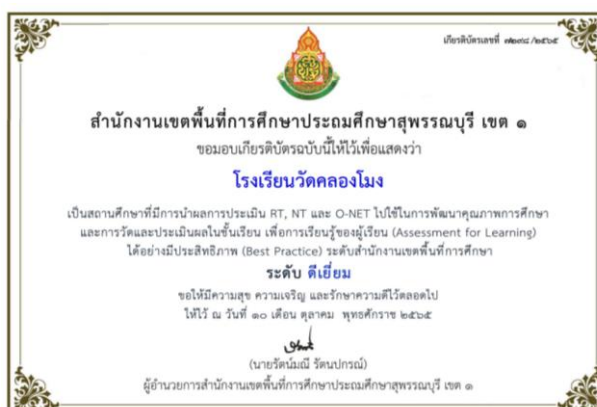 เกียรติบัตรเลขที่ ๗๒๙๘/๒๕๖๕
สำนักงานเขตพื้นที่การศึกษาประถมศึกษาสุพรรณบุรี เขต ๑
ขอมอบเกียรติบัตรฉบับนี้ให้ไว้เพื่อแสดงว่า
โรงเรียนวัดคลองโมง
เป็นสถานศึกษาที่มีการนำผลการประเมิน RT, NT และ O-NET ไปใช้ในการพัฒนาคุณภาพการศึกษา
และการวัดและประเมินผลในชั้นเรียน เพื่อการเรียนรู้ของผู้เรียน (Assessment for Learning)
ได้อย่างมีประสิทธิภาพ (Best Practice) ระดับสำนักงานเขตพื้นที่การศึกษา
ระดับ ดีเยี่ยม
ขอให้มีความสุข ความเจริญ และรักษาความดีไว้ตลอดไป
ให้ไว้ ณ วันที่ ๑๐ เดือน ตุลาคม พุทธศักราช ๒๕๖๕
(นายรัตน์มณี รัตนปกรณ์)
ผู้อำนวยการสำนักงานเขตพื้นที่การศึกษาประถมศึกษาสุพรรณบุรี เขต ๑